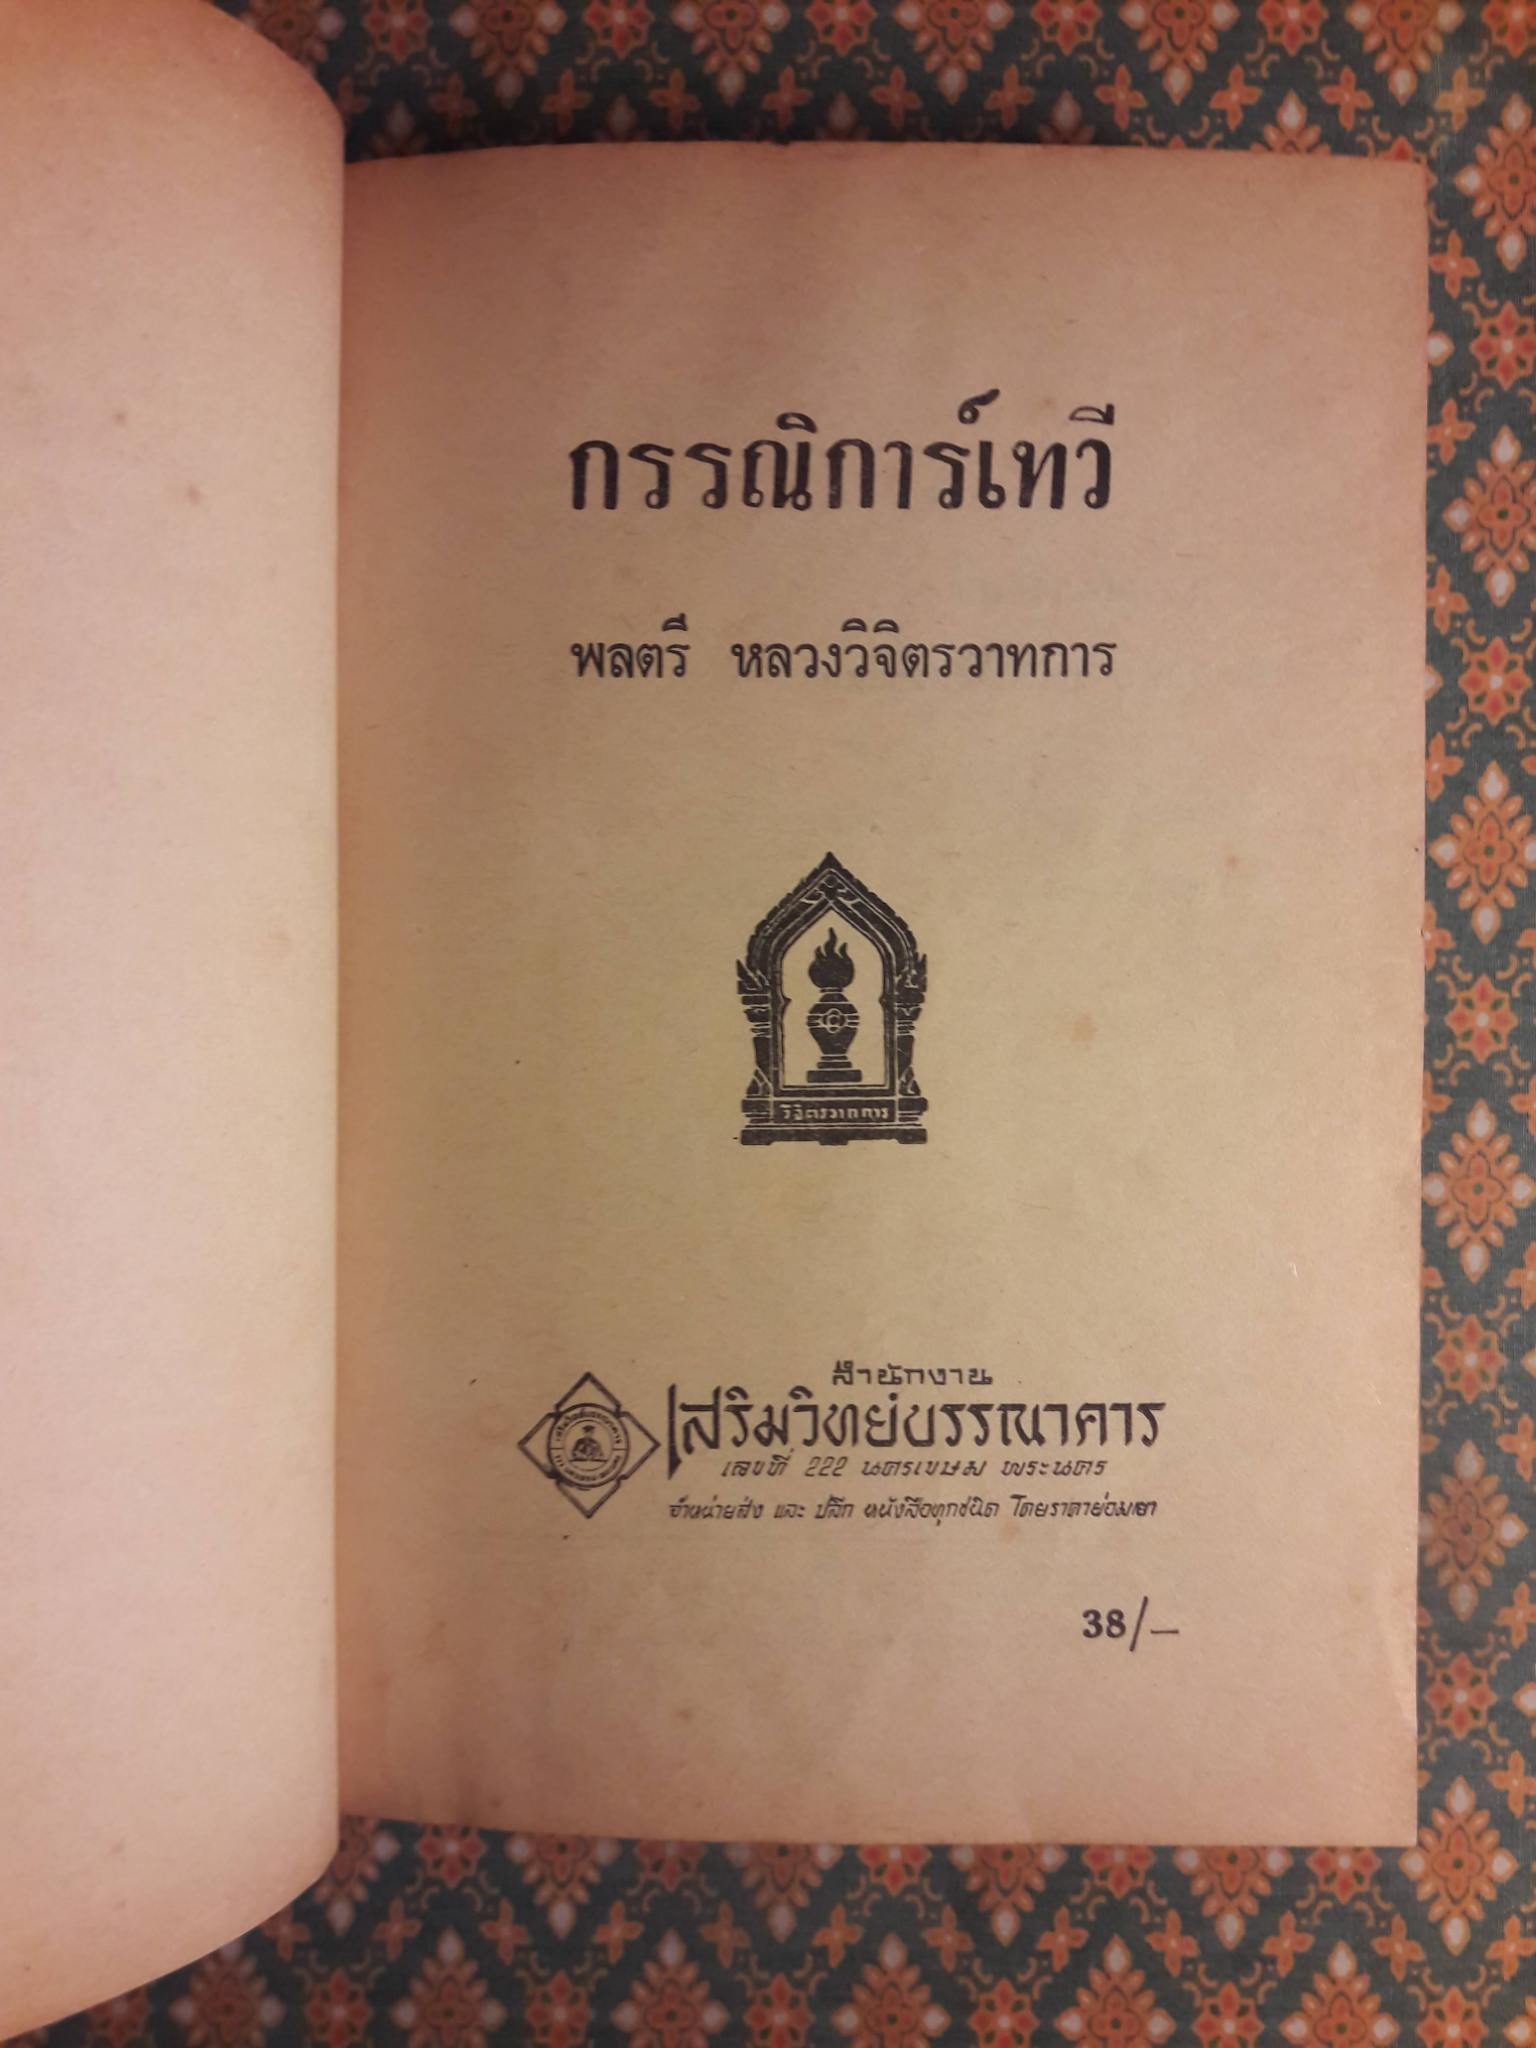 กรรณิการ์เทวี
พลตรี หลวงวิจิตรวาทการ
วิจิตรวาทการ
สำนักงาน
เสริมวิทย์บรรณาคาร
เลขที่ 222 นครเขษม พระนคร
จำหน่ายส่ง และ ปลีก หนังสือทุกชนิด โดยราคาย่อมเยา
38/—